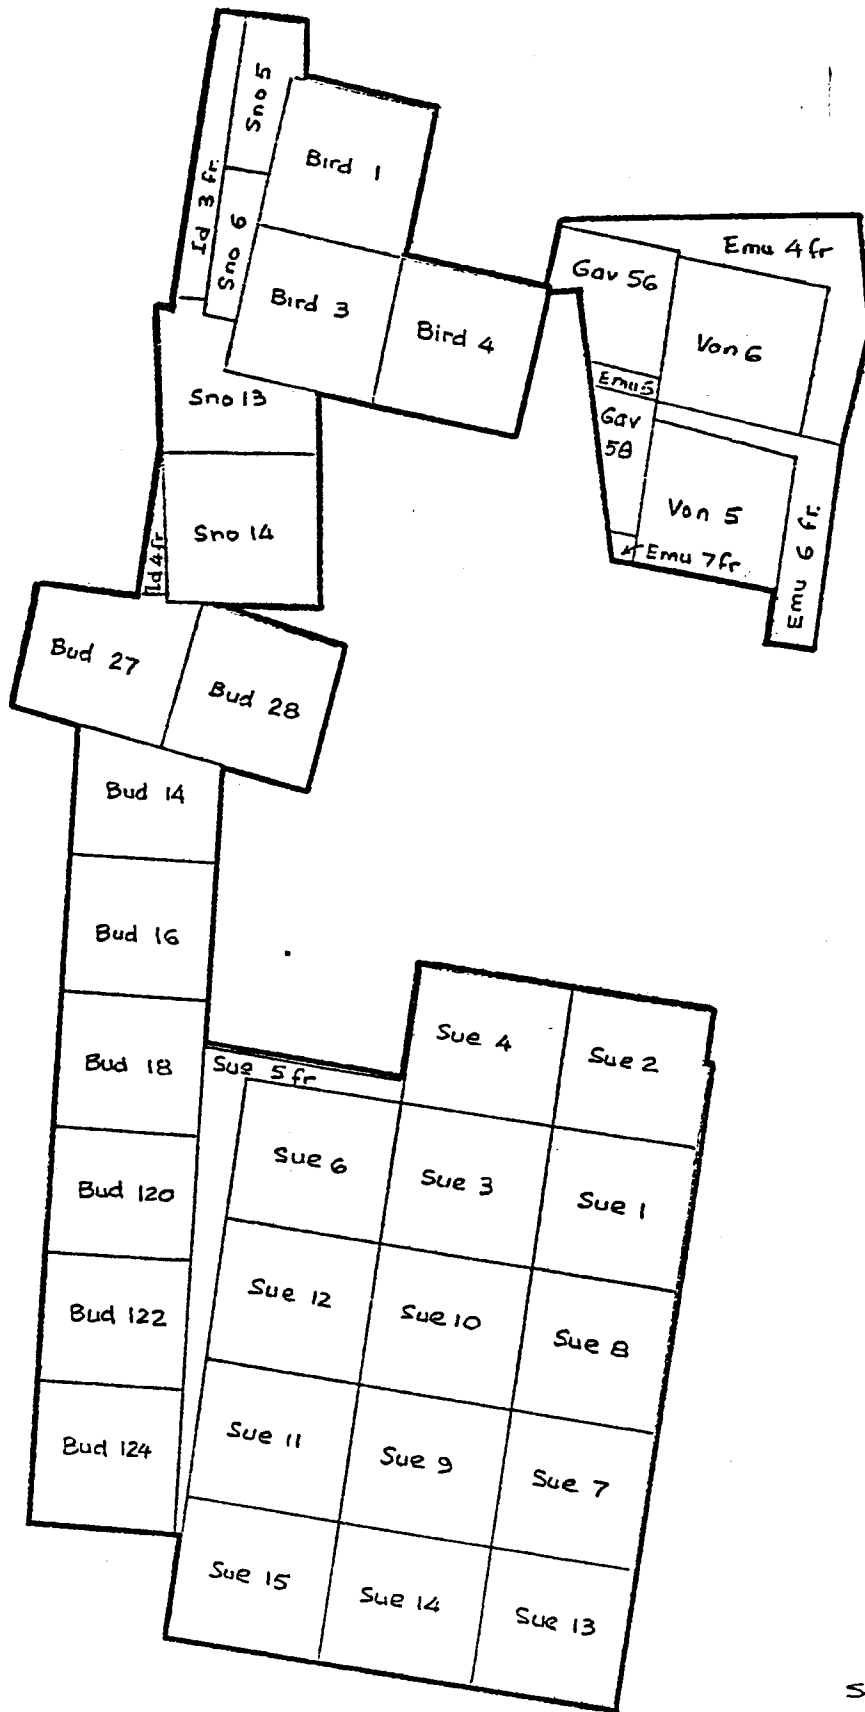 Sno 5
Bird 1
Id 3 fr.
Sno 6
Emu 4 fr
Gav 56
Bird 3
Bird 4
Von 6
Emu 5
Sno 13
Gav
58
Von 5
Sno 14
Emu 6 fr.
Id 4 fr
Emu 7 fr
Bud 27
Bud 28
Bud 14
Bud 16
Sue 4
Sue 2
Bud 18
Sue 5 fr
Sue 6
Sue 3
Bud 120
Sue 1
Sue 12
Bud 122
Sue 10
Sue 8
Sue 11
Bud 124
Sue 9
Sue 7
Sue 15
Sue 14
Sue 13
S